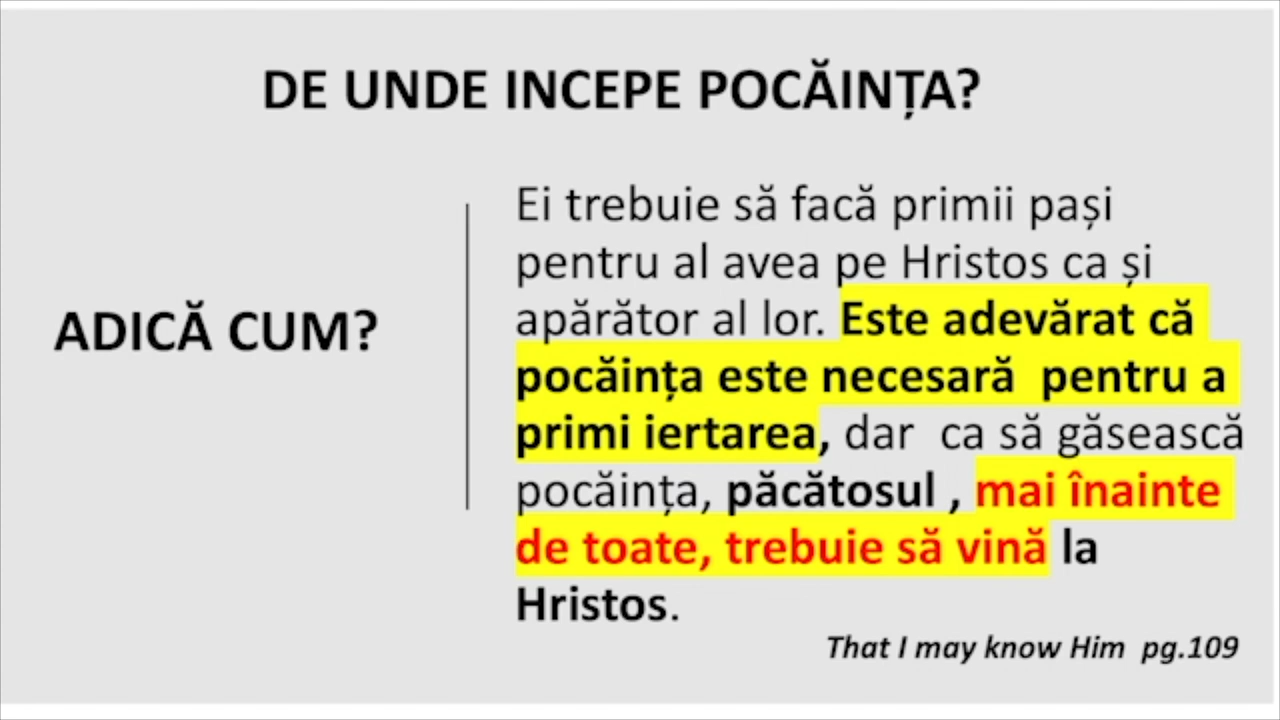 DE UNDE INCEPE POCĂINȚA?
ADICĂ CUM?
Ei trebuie să facă primii pași
pentru al avea pe Hristos ca și
apărător al lor. Este adevărat că
pocăința este necesară  pentru a
primi iertarea, dar  ca să găsească
pocăința, păcătosul , mai înainte
de toate, trebuie să vină la
Hristos.
That I may know Him  pg.109